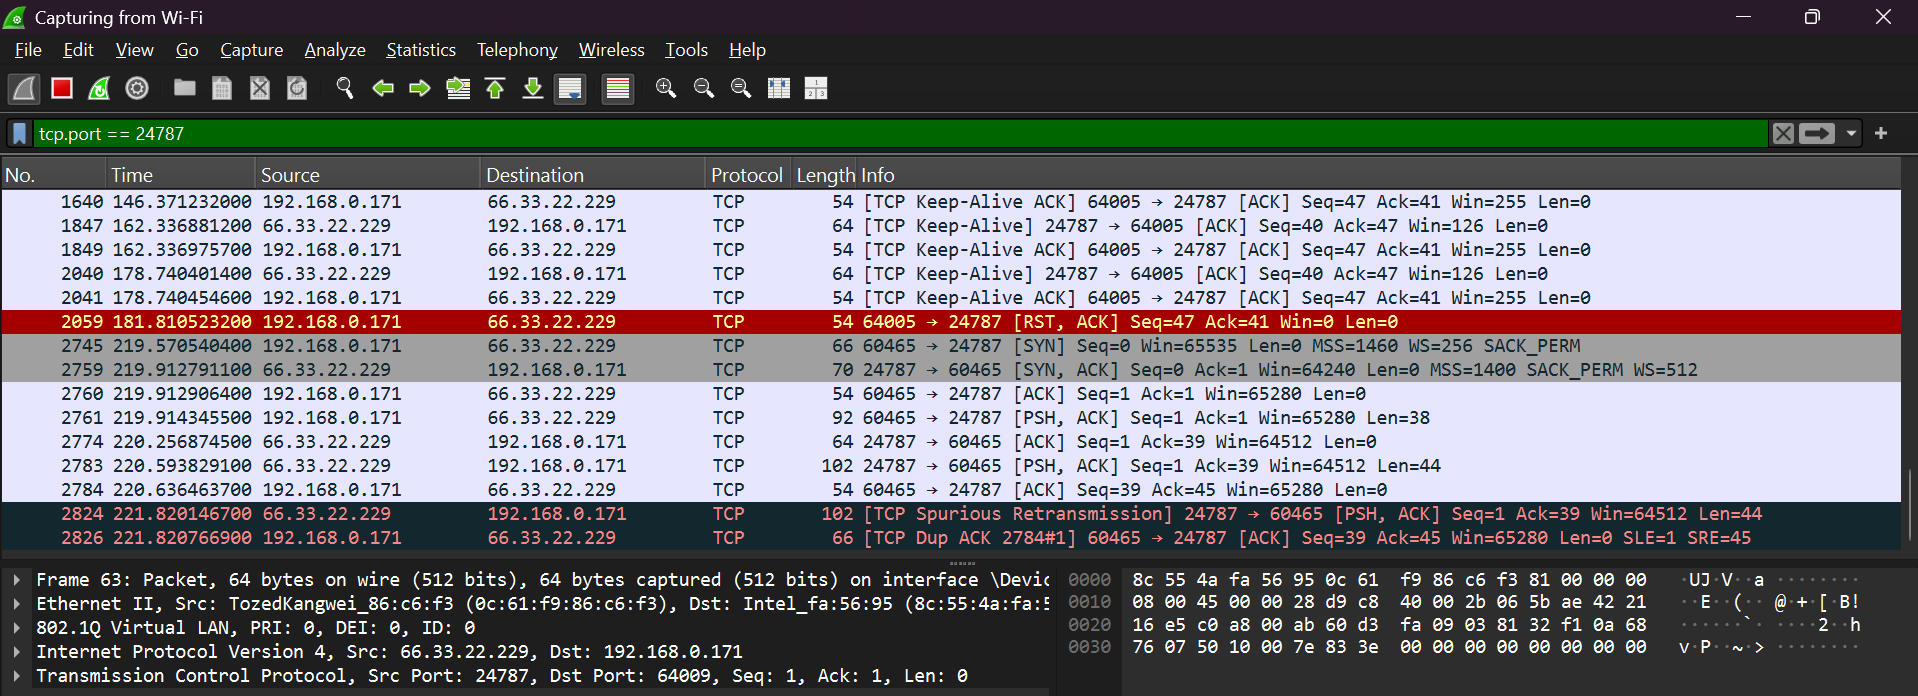 Capturing from Wi-Fi
File Edit View Go Capture Analyze Statistics Telephony Wireless Tools Help
tcp.port == 24787
No. Time Source Destination Protocol Length Info
1640 146.371232000 192.168.0.171 66.33.22.229 TCP 54 [TCP Keep-Alive ACK] 64005 → 24787 [ACK] Seq=47 Ack=41 Win=255 Len=0
1847 162.336881200 66.33.22.229 192.168.0.171 TCP 64 [TCP Keep-Alive] 24787 → 64005 [ACK] Seq=40 Ack=47 Win=126 Len=0
1849 162.336975700 192.168.0.171 66.33.22.229 TCP 54 [TCP Keep-Alive ACK] 64005 → 24787 [ACK] Seq=47 Ack=41 Win=255 Len=0
2040 178.740401400 66.33.22.229 192.168.0.171 TCP 64 [TCP Keep-Alive] 24787 → 64005 [ACK] Seq=40 Ack=47 Win=126 Len=0
2041 178.740454600 192.168.0.171 66.33.22.229 TCP 54 [TCP Keep-Alive ACK] 64005 → 24787 [ACK] Seq=47 Ack=41 Win=255 Len=0
2059 181.810523200 192.168.0.171 66.33.22.229 TCP 54 64005 → 24787 [RST, ACK] Seq=47 Ack=41 Win=0 Len=0
2745 219.570540400 192.168.0.171 66.33.22.229 TCP 66 60465 → 24787 [SYN] Seq=0 Win=65535 Len=0 MSS=1460 WS=256 SACK_PERM
2759 219.912791100 66.33.22.229 192.168.0.171 TCP 70 24787 → 60465 [SYN, ACK] Seq=0 Ack=1 Win=64240 Len=0 MSS=1400 SACK_PERM WS=512
2760 219.912906400 192.168.0.171 66.33.22.229 TCP 54 60465 → 24787 [ACK] Seq=1 Ack=1 Win=65280 Len=0
2761 219.914345500 192.168.0.171 66.33.22.229 TCP 92 60465 → 24787 [PSH, ACK] Seq=1 Ack=1 Win=65280 Len=38
2774 220.256874500 66.33.22.229 192.168.0.171 TCP 64 24787 → 60465 [ACK] Seq=1 Ack=39 Win=64512 Len=0
2783 220.593829100 66.33.22.229 192.168.0.171 TCP 102 24787 → 60465 [PSH, ACK] Seq=1 Ack=39 Win=64512 Len=44
2784 220.636463700 192.168.0.171 66.33.22.229 TCP 54 60465 → 24787 [ACK] Seq=39 Ack=45 Win=65280 Len=0
2824 221.820146700 66.33.22.229 192.168.0.171 TCP 102 [TCP Spurious Retransmission] 24787 → 60465 [PSH, ACK] Seq=1 Ack=39 Win=64512 Len=44
2826 221.820766900 192.168.0.171 66.33.22.229 TCP 66 [TCP Dup ACK 2784#1] 60465 → 24787 [ACK] Seq=39 Ack=45 Win=65280 Len=0 SLE=1 SRE=45
Frame 63: Packet, 64 bytes on wire (512 bits), 64 bytes captured (512 bits) on interface \Devic
Ethernet II, Src: TozedKangwei_86:c6:f3 (0c:61:f9:86:c6:f3), Dst: Intel_fa:56:95 (8c:55:4a:fa:5
802.1Q Virtual LAN, PRI: 0, DEI: 0, ID: 0
Internet Protocol Version 4, Src: 66.33.22.229, Dst: 192.168.0.171
Transmission Control Protocol, Src Port: 24787, Dst Port: 64009, Seq: 1, Ack: 1, Len: 0
0000 8c 55 4a fa 56 95 0c 61 f9 86 c6 f3 81 00 00 00 ·UJ·V··a ········
0010 08 00 45 00 00 28 d9 c8 40 00 2b 06 5b ae 42 21 ··E··(·· @·+·[·B!
0020 16 e5 c0 a8 00 ab 60 d3 fa 09 03 81 32 f1 0a 68 ······`· ····2··h
0030 76 07 50 10 00 7e 83 3e 00 00 00 00 00 00 00 00 v·P··~·> ········